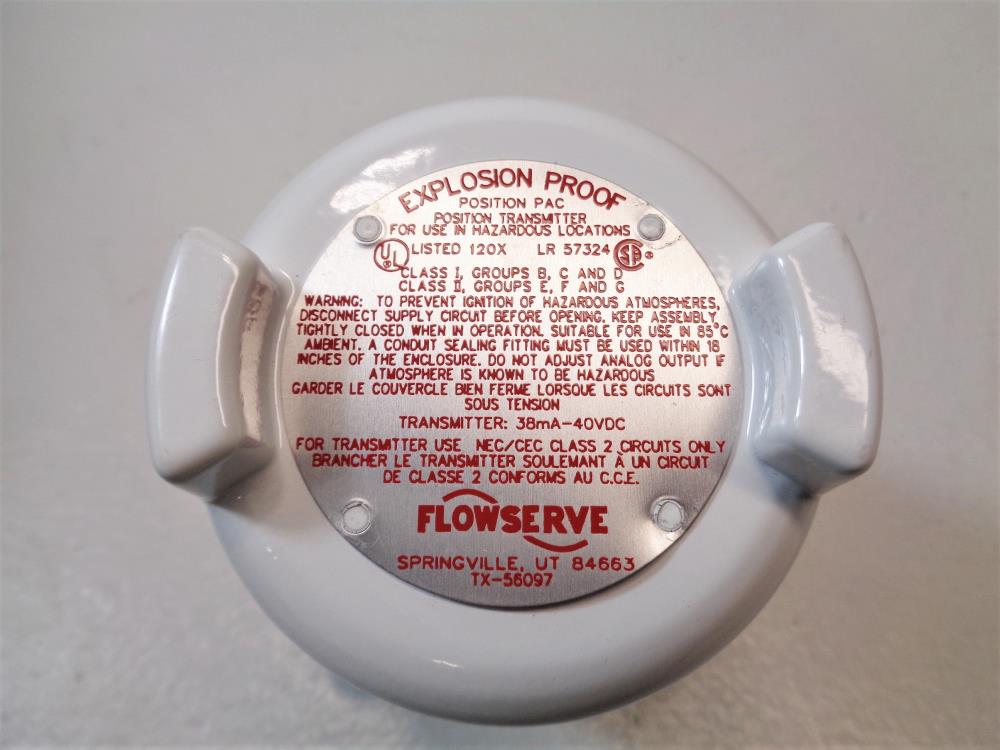 EXPLOSION PROOF
POSITION PAC
POSITION TRANSMITTER
FOR USE IN HAZARDOUS LOCATIONS
UL LISTED 120X LR 57324 SA
CLASS I, GROUPS B, C AND D
CLASS II, GROUPS E, F AND G
WARNING: TO PREVENT IGNITION OF HAZARDOUS ATMOSPHERES,
DISCONNECT SUPPLY CIRCUIT BEFORE OPENING. KEEP ASSEMBLY
TIGHTLY CLOSED WHEN IN OPERATION. SUITABLE FOR USE IN 85°C
AMBIENT. A CONDUIT SEALING FITTING MUST BE USED WITHIN 18
INCHES OF THE ENCLOSURE. DO NOT ADJUST ANALOG OUTPUT IF
ATMOSPHERE IS KNOWN TO BE HAZARDOUS
GARDER LE COUVERCLE BIEN FERME LORSQUE LES CIRCUITS SONT
SOUS TENSION
TRANSMITTER: 38mA-40VDC
FOR TRANSMITTER USE NEC/CEC CLASS 2 CIRCUITS ONLY
BRANCHER LE TRANSMITTER SOULEMANT À UN CIRCUIT
DE CLASSE 2 CONFORMS AU C.C.E.
FLOWSERVE
SPRINGVILLE, UT 84663
TX-56097